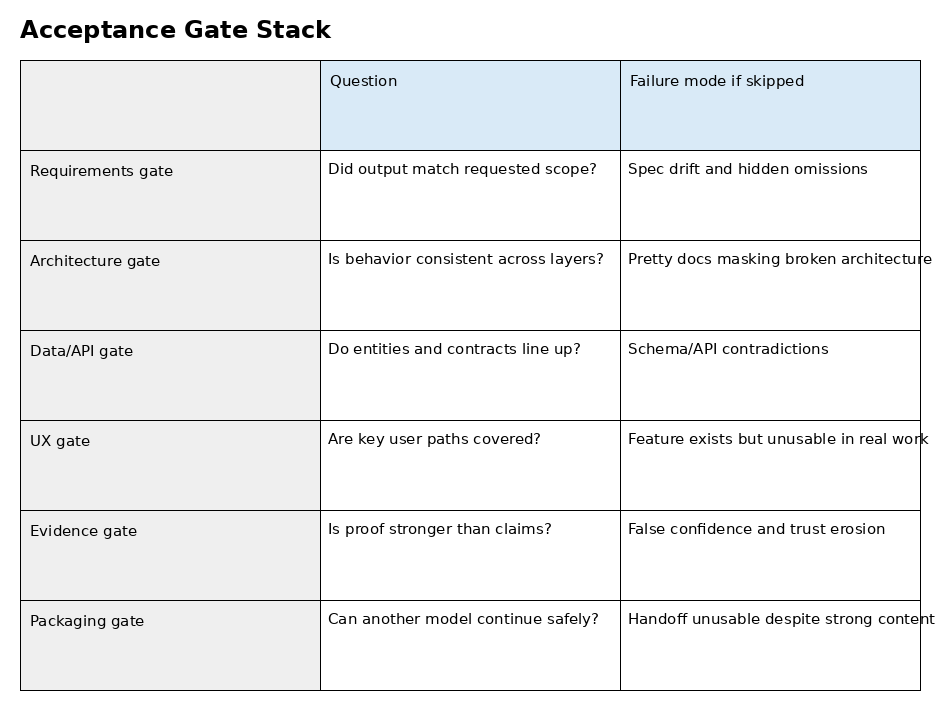 Acceptance Gate Stack
Question
Failure mode if skipped
Requirements gate
Did output match requested scope?
Spec drift and hidden omissions
Architecture gate
Is behavior consistent across layers?
Pretty docs masking broken architecture
Data/API gate
Do entities and contracts line up?
Schema/API contradictions
UX gate
Are key user paths covered?
Feature exists but unusable in real work
Evidence gate
Is proof stronger than claims?
False confidence and trust erosion
Packaging gate
Can another model continue safely?
Handoff unusable despite strong content